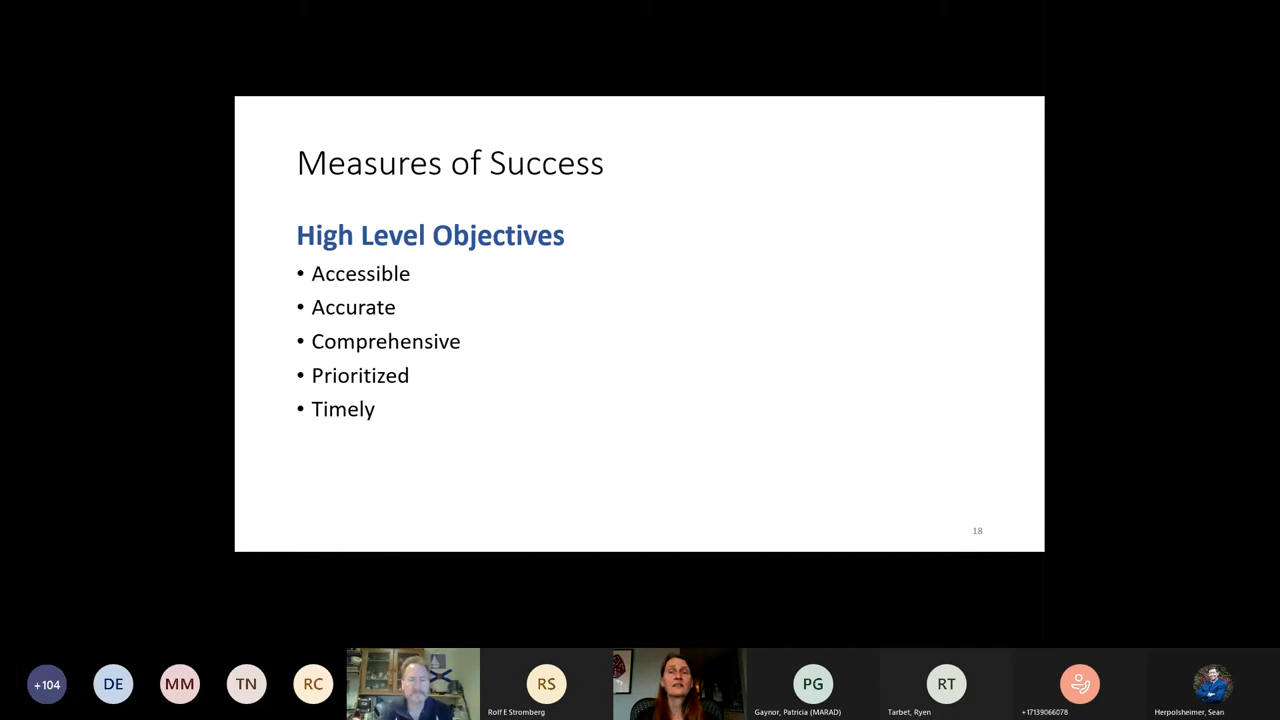 Measures of Success
High Level Objectives
• Accessible
• Accurate
• Comprehensive
• Prioritized
• Timely
18
+104
DE
MM
TN
RC
RS
Rolf E Stromberg
PG
Gaynor, Patricia (MARAD)
RT
Tarbet, Ryen
+17139066078
Herpolsheimer, Sean